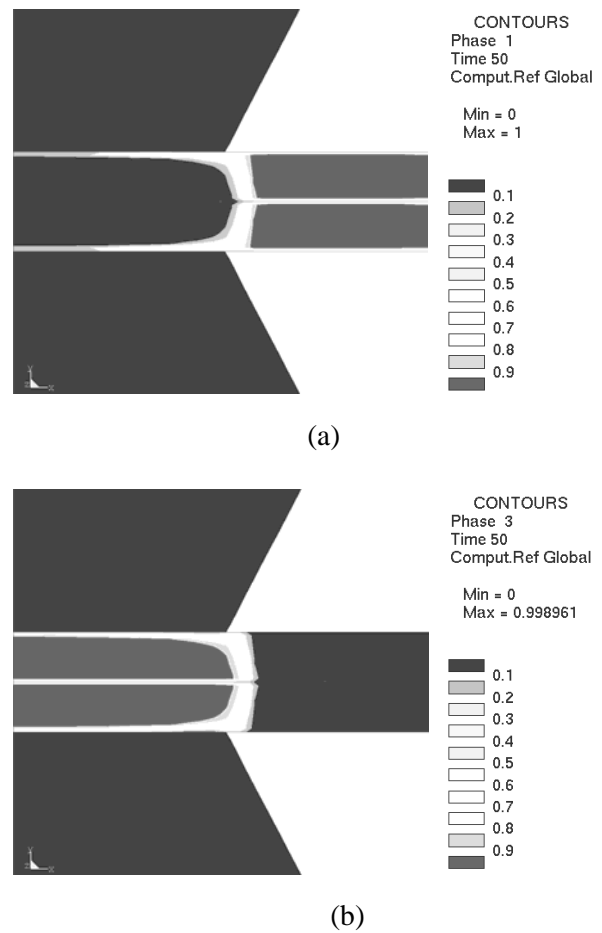 CONTOURS
Phase 1
Time 50
Comput.Ref Global
Min = 0
Max = 1
0.1
0.2
0.3
0.4
0.5
0.6
0.7
0.8
0.9
Y
X
(a)
CONTOURS
Phase 3
Time 50
Comput.Ref Global
Min = 0
Max = 0.998961
0.1
0.2
0.3
0.4
0.5
0.6
0.7
0.8
0.9
Y
X
(b)